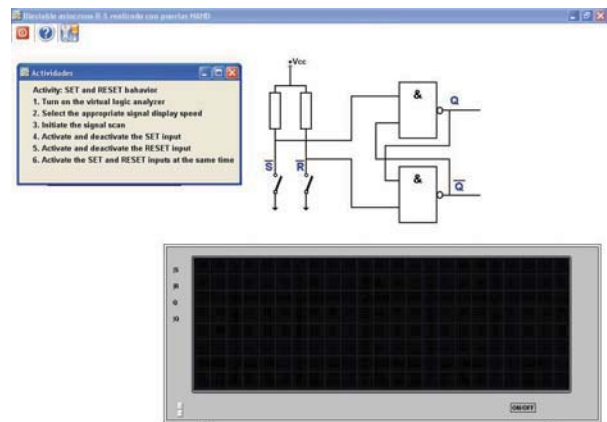 Biestable asíncrono R-S realizado con puertas NAND
Actividades
Activity: SET and RESET bahavior
1. Turn on the virtual logic analyzer
2. Select the appropriate signal display speed
3. Initiate the signal scan
4. Activate and deactivate the SET input
5. Activate and deactivate the RESET input
6. Activate the SET and RESET inputs at the same time
+Vcc
&
Q
S
R
&
Q
ON/OFF